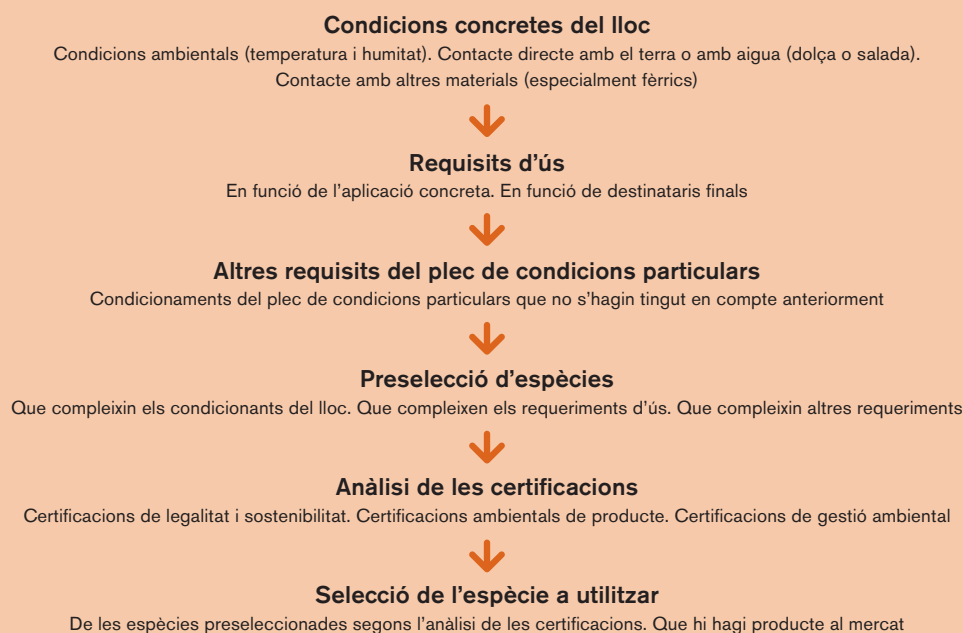 Condicions concretes del lloc
Condicions ambientals (temperatura i humitat). Contacte directe amb el terra o amb aigua (dolça o salada).
Contacte amb altres materials (especialment fèrrics)
Requisits d'ús
En funció de l'aplicació concreta. En funció de destinataris finals
Altres requisits del plec de condicions particulars
Condicionaments del plec de condicions particulars que no s'hagin tingut en compte anteriorment
Preselecció d'espècies
Que compleixin els condicionants del lloc. Que compleixen els requeriments d'ús. Que compleixin altres requeriments
Anàlisi de les certificacions
Certificacions de legalitat i sostenibilitat. Certificacions ambientals de producte. Certificacions de gestió ambiental
Selecció de l'espècie a utilitzar
De les espècies preseleccionades segons l'anàlisi de les certificacions. Que hi hagi producte al mercat